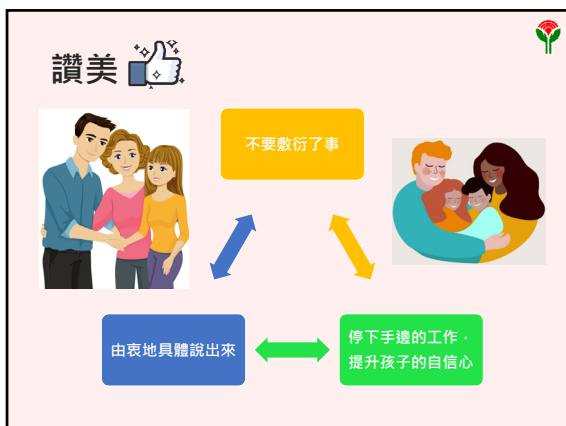 讚美
不要敷衍了事
由衷地具體說出來
停下手邊的工作，
提升孩子的自信心